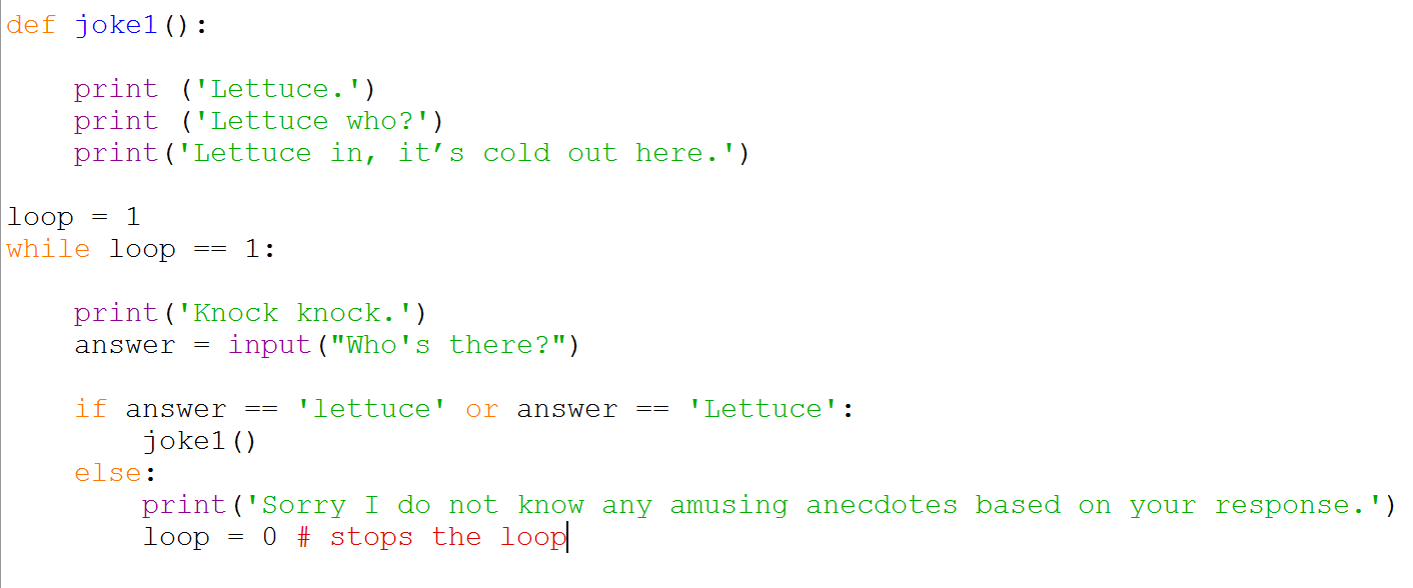 def joke1():
    print ('Lettuce.')
    print ('Lettuce who?')
    print('Lettuce in, it’s cold out here.')
loop = 1
while loop == 1:
    print('Knock knock.')
    answer = input("Who's there?")
    if answer == 'lettuce' or answer == 'Lettuce':
        joke1()
    else:
        print('Sorry I do not know any amusing anecdotes based on your response.')
        loop = 0 # stops the loop